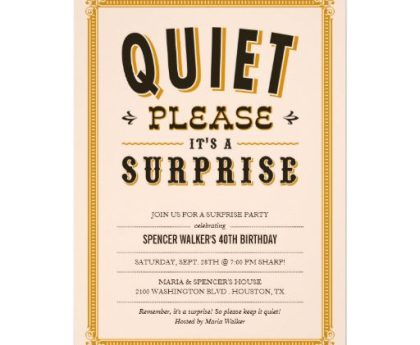 QUIET
PLEASE
IT'S A
SURPRISE
JOIN US FOR A SURPRISE PARTY
celebrating
SPENCER WALKER'S 40TH BIRTHDAY
SATURDAY, SEPT. 28TH @ 7:00 PM SHARP!
MARIA & SPENCER'S HOUSE
2100 WASHINGTON BLVD . HOUSTON, TX
Remember, it's a surprise! So please keep it quiet!
Hosted by Maria Walker